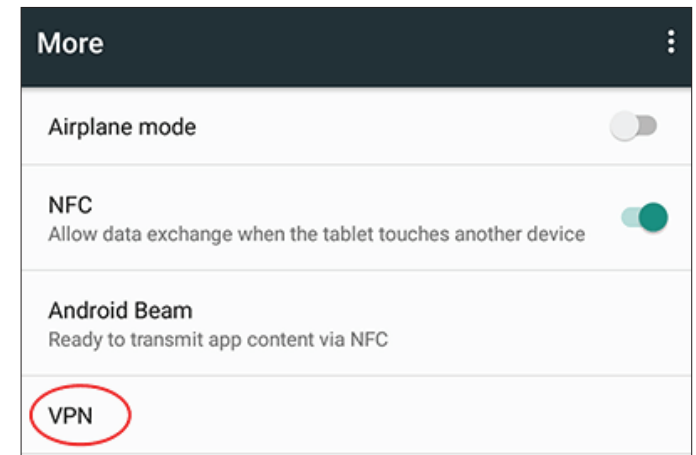 More
Airplane mode
NFC
Allow data exchange when the tablet touches another device
Android Beam
Ready to transmit app content via NFC
VPN